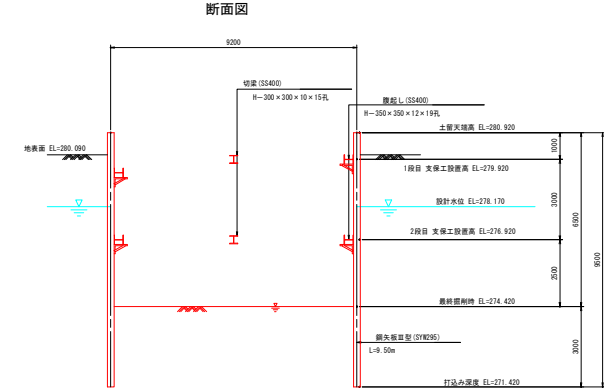 断面図
9200
切梁(SS400)
H－300×300×10×15孔
腹起し(SS400)
H－350×350×12×19孔
地表面 EL=280.090
土留天端高 EL=280.920
1000
1段目 支保工設置高 EL=279.920
3000
設計水位 EL=278.170
6500
2段目 支保工設置高 EL=276.920
9500
2500
最終掘削時 EL=274.420
鋼矢板Ⅲ型(SYW295)
L=9.50m
3000
打込み深度 EL=271.420